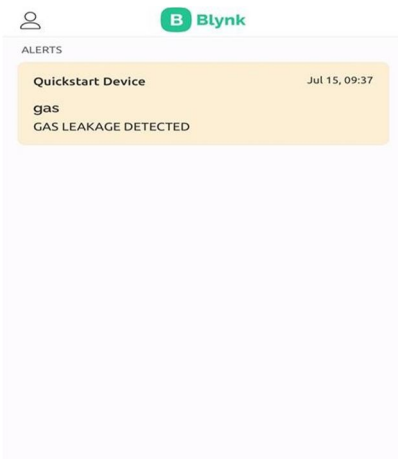 B Blynk
ALERTS
Quickstart Device Jul 15, 09:37
gas
GAS LEAKAGE DETECTED